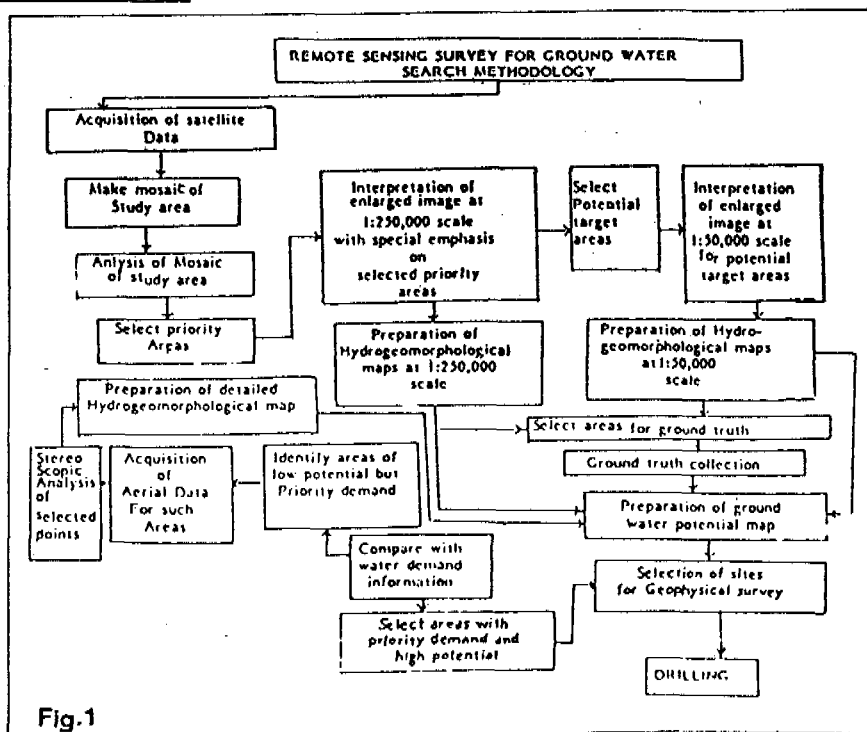 REMOTE SENSING SURVEY FOR GROUND WATER
SEARCH METHODOLOGY
Acquisition of satellite
Data
Make mosaic of
Study area
Anlysis of Mosaic
of study area
Select priority
Areas
Interpretation of
enlarged image at
1:250,000 scale
with special emphasis
on
selected priority
areas
Select
Potential
target
areas
Interpretation
of enlarged
image at
1:50,000 scale
for potential
target areas
Preparation of
Hydrogeomorphological
maps at 1:250,000
scale
Preparation of Hydro-
geomorphological maps
at 1:50,000
scale
Preparation of detailed
Hydrogeomorphological map
Select areas for ground truth
Ground truth collection
Stereo
Scopic
Analysis
of
selected
points
Acquisition
of
Aerial Data
For such
Areas
Identify areas of
low potential but
Priority demand
Preparation of ground
water potential map
Compare with
water demand
information
Selection of sites
for Geophysical survey
Select areas with
priority demand and
high potential
DRILLING
Fig.1